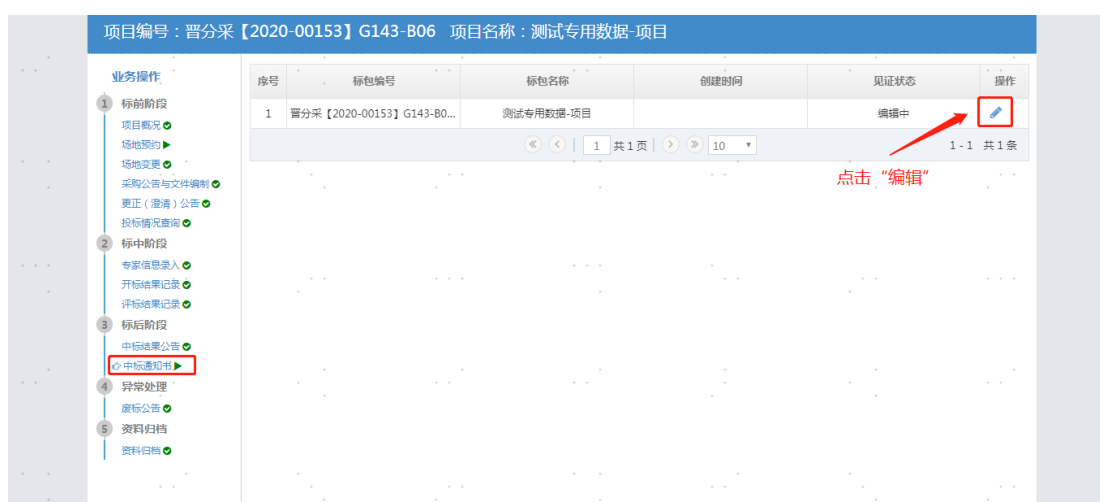 项目编号：晋分采【2020-00153】G143-B06 项目名称：测试专用数据-项目
业务操作
1 标前阶段
项目概况
场地预约
场地变更
采购公告与文件编制
更正（澄清）公告
投标情况查询
2 标中阶段
专家信息录入
开标结果记录
评标结果记录
3 标后阶段
中标结果公告
中标通知书
4 异常处理
废标公告
5 资料归档
资料归档
序号 标包编号 标包名称 创建时间 见证状态 操作
1 晋分采【2020-00153】G143-B0... 测试专用数据-项目 编辑中
1 共1页 10 1 - 1 共1条
点击“编辑”